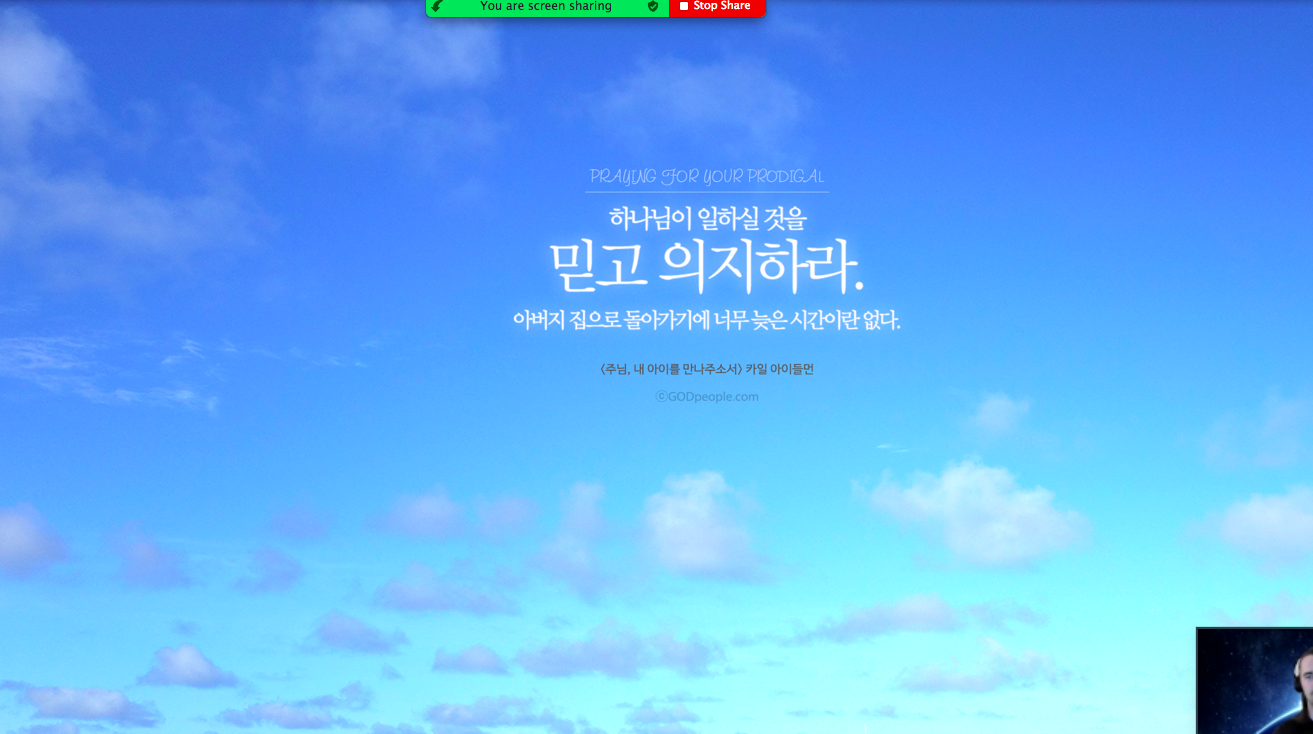 You are screen sharing
Stop Share
PRAYING FOR YOUR PRODIGAL
하나님이 일하실 것을
믿고 의지하라.
아버지 집으로 돌아가기에 너무 늦은 시간이란 없다.
<주님, 내 아이를 만나주소서> 카일 아이들먼
ⓒGODpeople.com